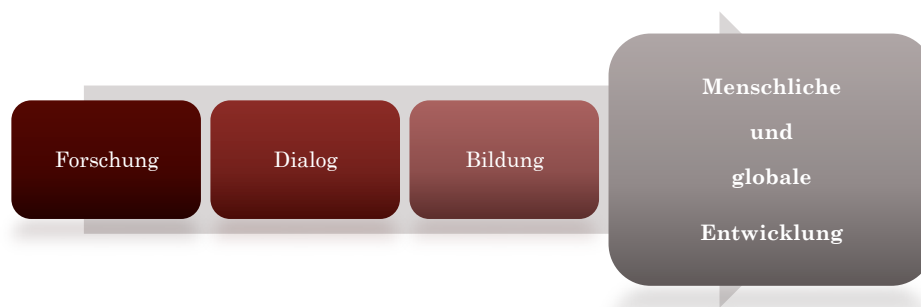 Forschung
Dialog
Bildung
Menschliche
und
globale
Entwicklung